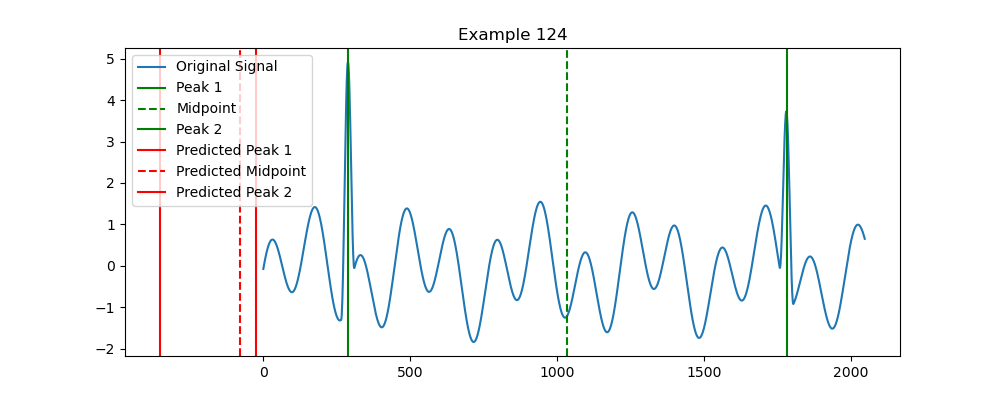 Example 124
Original Signal
Peak 1
Midpoint
Peak 2
Predicted Peak 1
Predicted Midpoint
Predicted Peak 2
5
4
3
2
1
0
−1
−2
0 500 1000 1500 2000